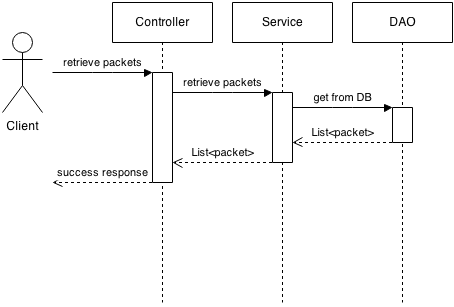 Controller
Service
DAO
Client
retrieve packets
retrieve packets
get from DB
List<packet>
List<packet>
success response